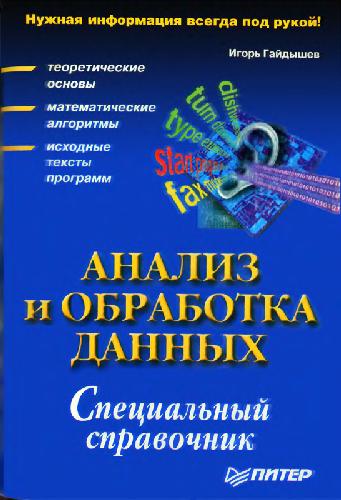 Нужная информация всегда под рукой!
Игорь Гайдышев
теоретические
основы
математические
алгоритмы
исходные
тексты
программ
fax
АНАЛИЗ
и ОБРАБОТКА
ДАННЫХ
Специальный
справочник
ПИТЕР